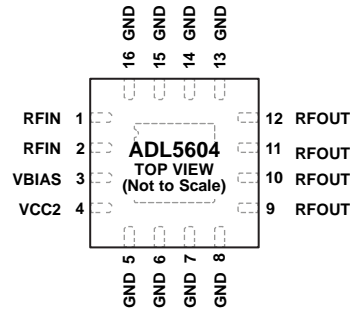 16 GND
15 GND
14 GND
13 GND
RFIN 1
RFIN 2
VBIAS 3
VCC2 4
ADL5604
TOP VIEW
(Not to Scale)
12 RFOUT
11 RFOUT
10 RFOUT
9 RFOUT
GND 5
GND 6
GND 7
GND 8